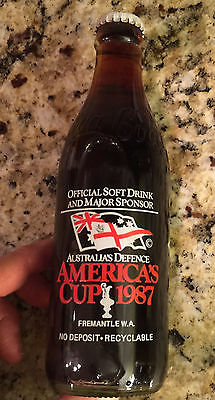 OFFICIAL SOFT DRINK
AND MAJOR SPONSOR
©
AUSTRALIA'S DEFENCE
AMERICA'S
CUP 1987
FREMANTLE W.A.
NO DEPOSIT • RECYCLABLE